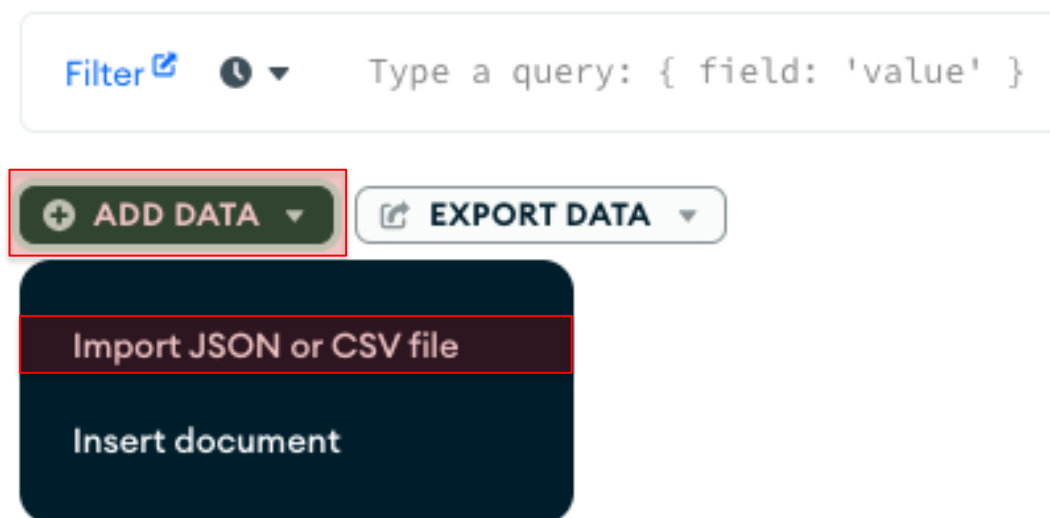 Filter Type a query: { field: 'value' }
ADD DATA EXPORT DATA
Import JSON or CSV file
Insert document